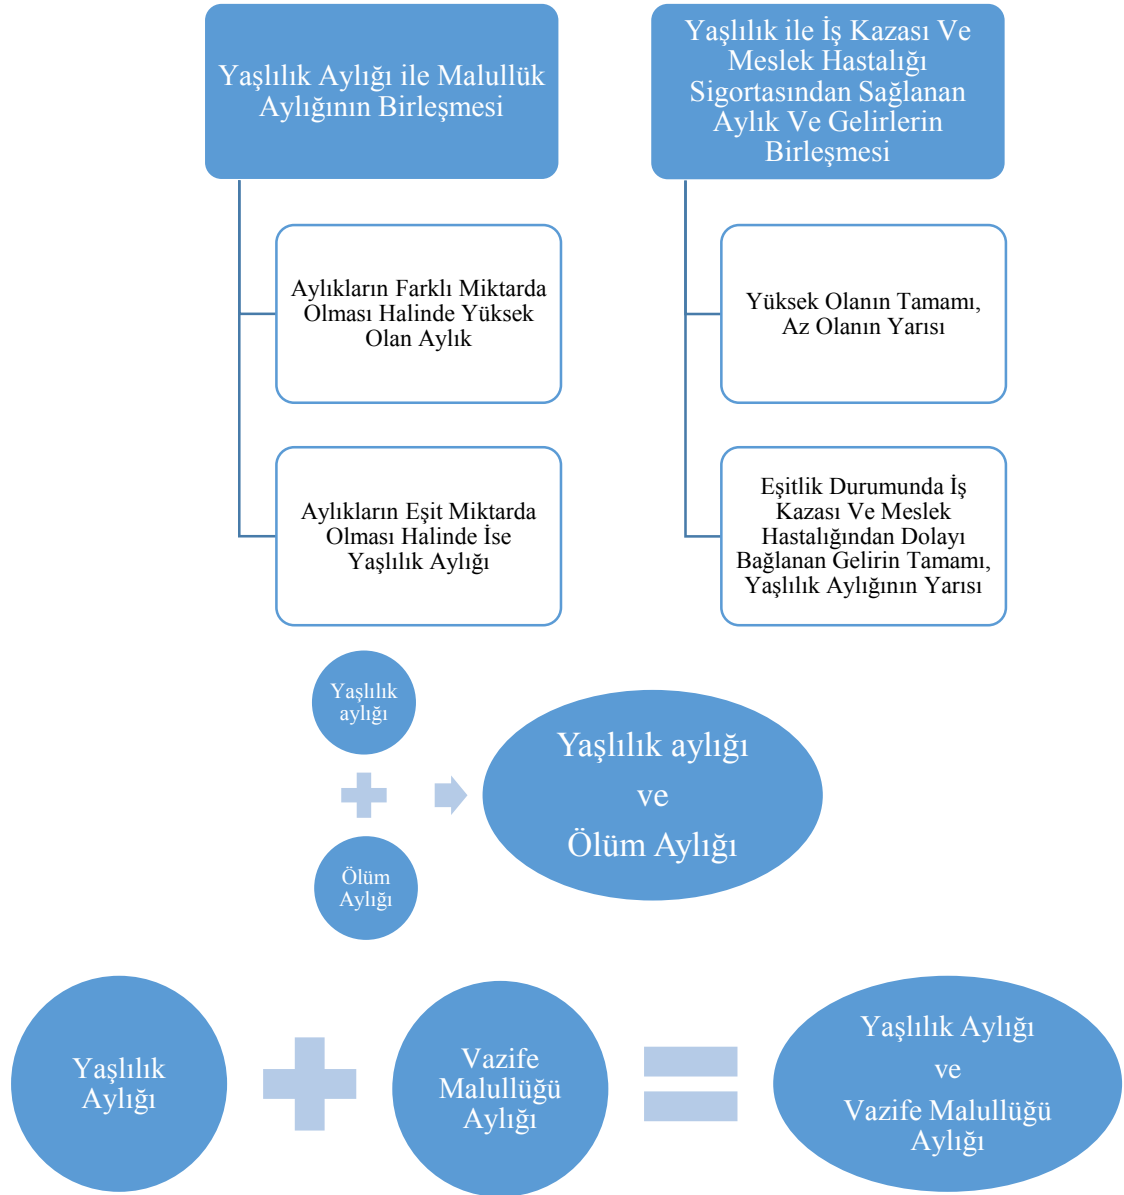 Yaşlılık Aylığı ile Malullük
Aylığının Birleşmesi
Aylıkların Farklı Miktarda
Olması Halinde Yüksek
Olan Aylık
Aylıkların Eşit Miktarda
Olması Halinde İse
Yaşlılık Aylığı
Yaşlılık ile İş Kazası Ve
Meslek Hastalığı
Sigortasından Sağlanan
Aylık Ve Gelirlerin
Birleşmesi
Yüksek Olanın Tamamı,
Az Olanın Yarısı
Eşitlik Durumunda İş
Kazası Ve Meslek
Hastalığından Dolayı
Bağlanan Gelirin Tamamı,
Yaşlılık Aylığının Yarısı
Yaşlılık
aylığı
Ölüm
Aylığı
Yaşlılık aylığı
ve
Ölüm Aylığı
Yaşlılık
Aylığı
Vazife
Malullüğü
Aylığı
Yaşlılık Aylığı
ve
Vazife Malullüğü
Aylığı